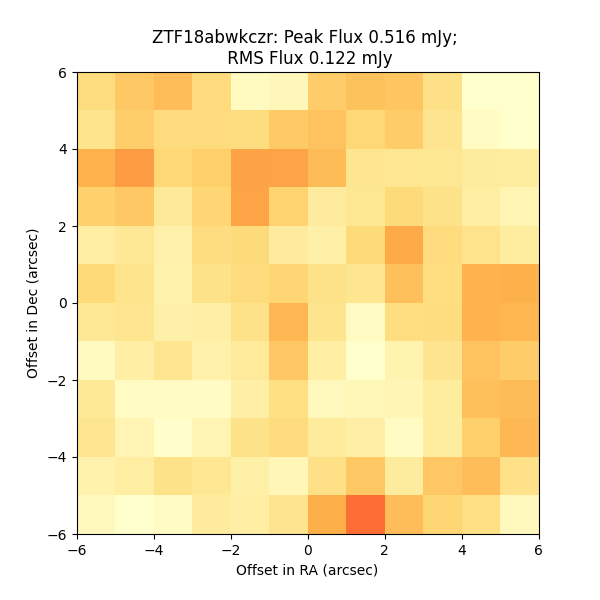 ZTF18abwkczr: Peak Flux 0.516 mJy;
RMS Flux 0.122 mJy
6
4
2
0
−2
−4
−6
Offset in Dec (arcsec)
−6 −4 −2 0 2 4 6
Offset in RA (arcsec)